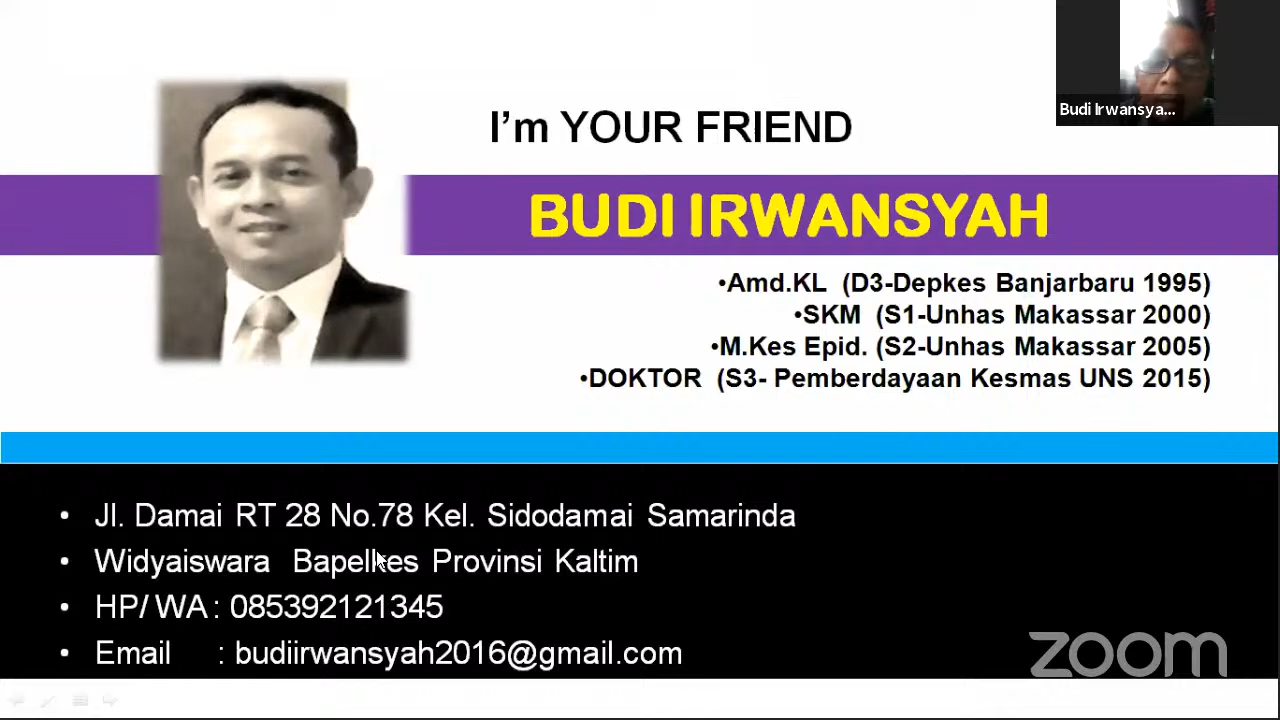 Budi Irwansya...
I'm YOUR FRIEND
BUDI IRWANSYAH
•Amd.KL (D3-Depkes Banjarbaru 1995)
•SKM (S1-Unhas Makassar 2000)
•M.Kes Epid. (S2-Unhas Makassar 2005)
•DOKTOR (S3- Pemberdayaan Kesmas UNS 2015)
• Jl. Damai RT 28 No.78 Kel. Sidodamai Samarinda
• Widyaiswara Bapelkes Provinsi Kaltim
• HP/ WA : 085392121345
• Email : budiirwansyah2016@gmail.com
zoom